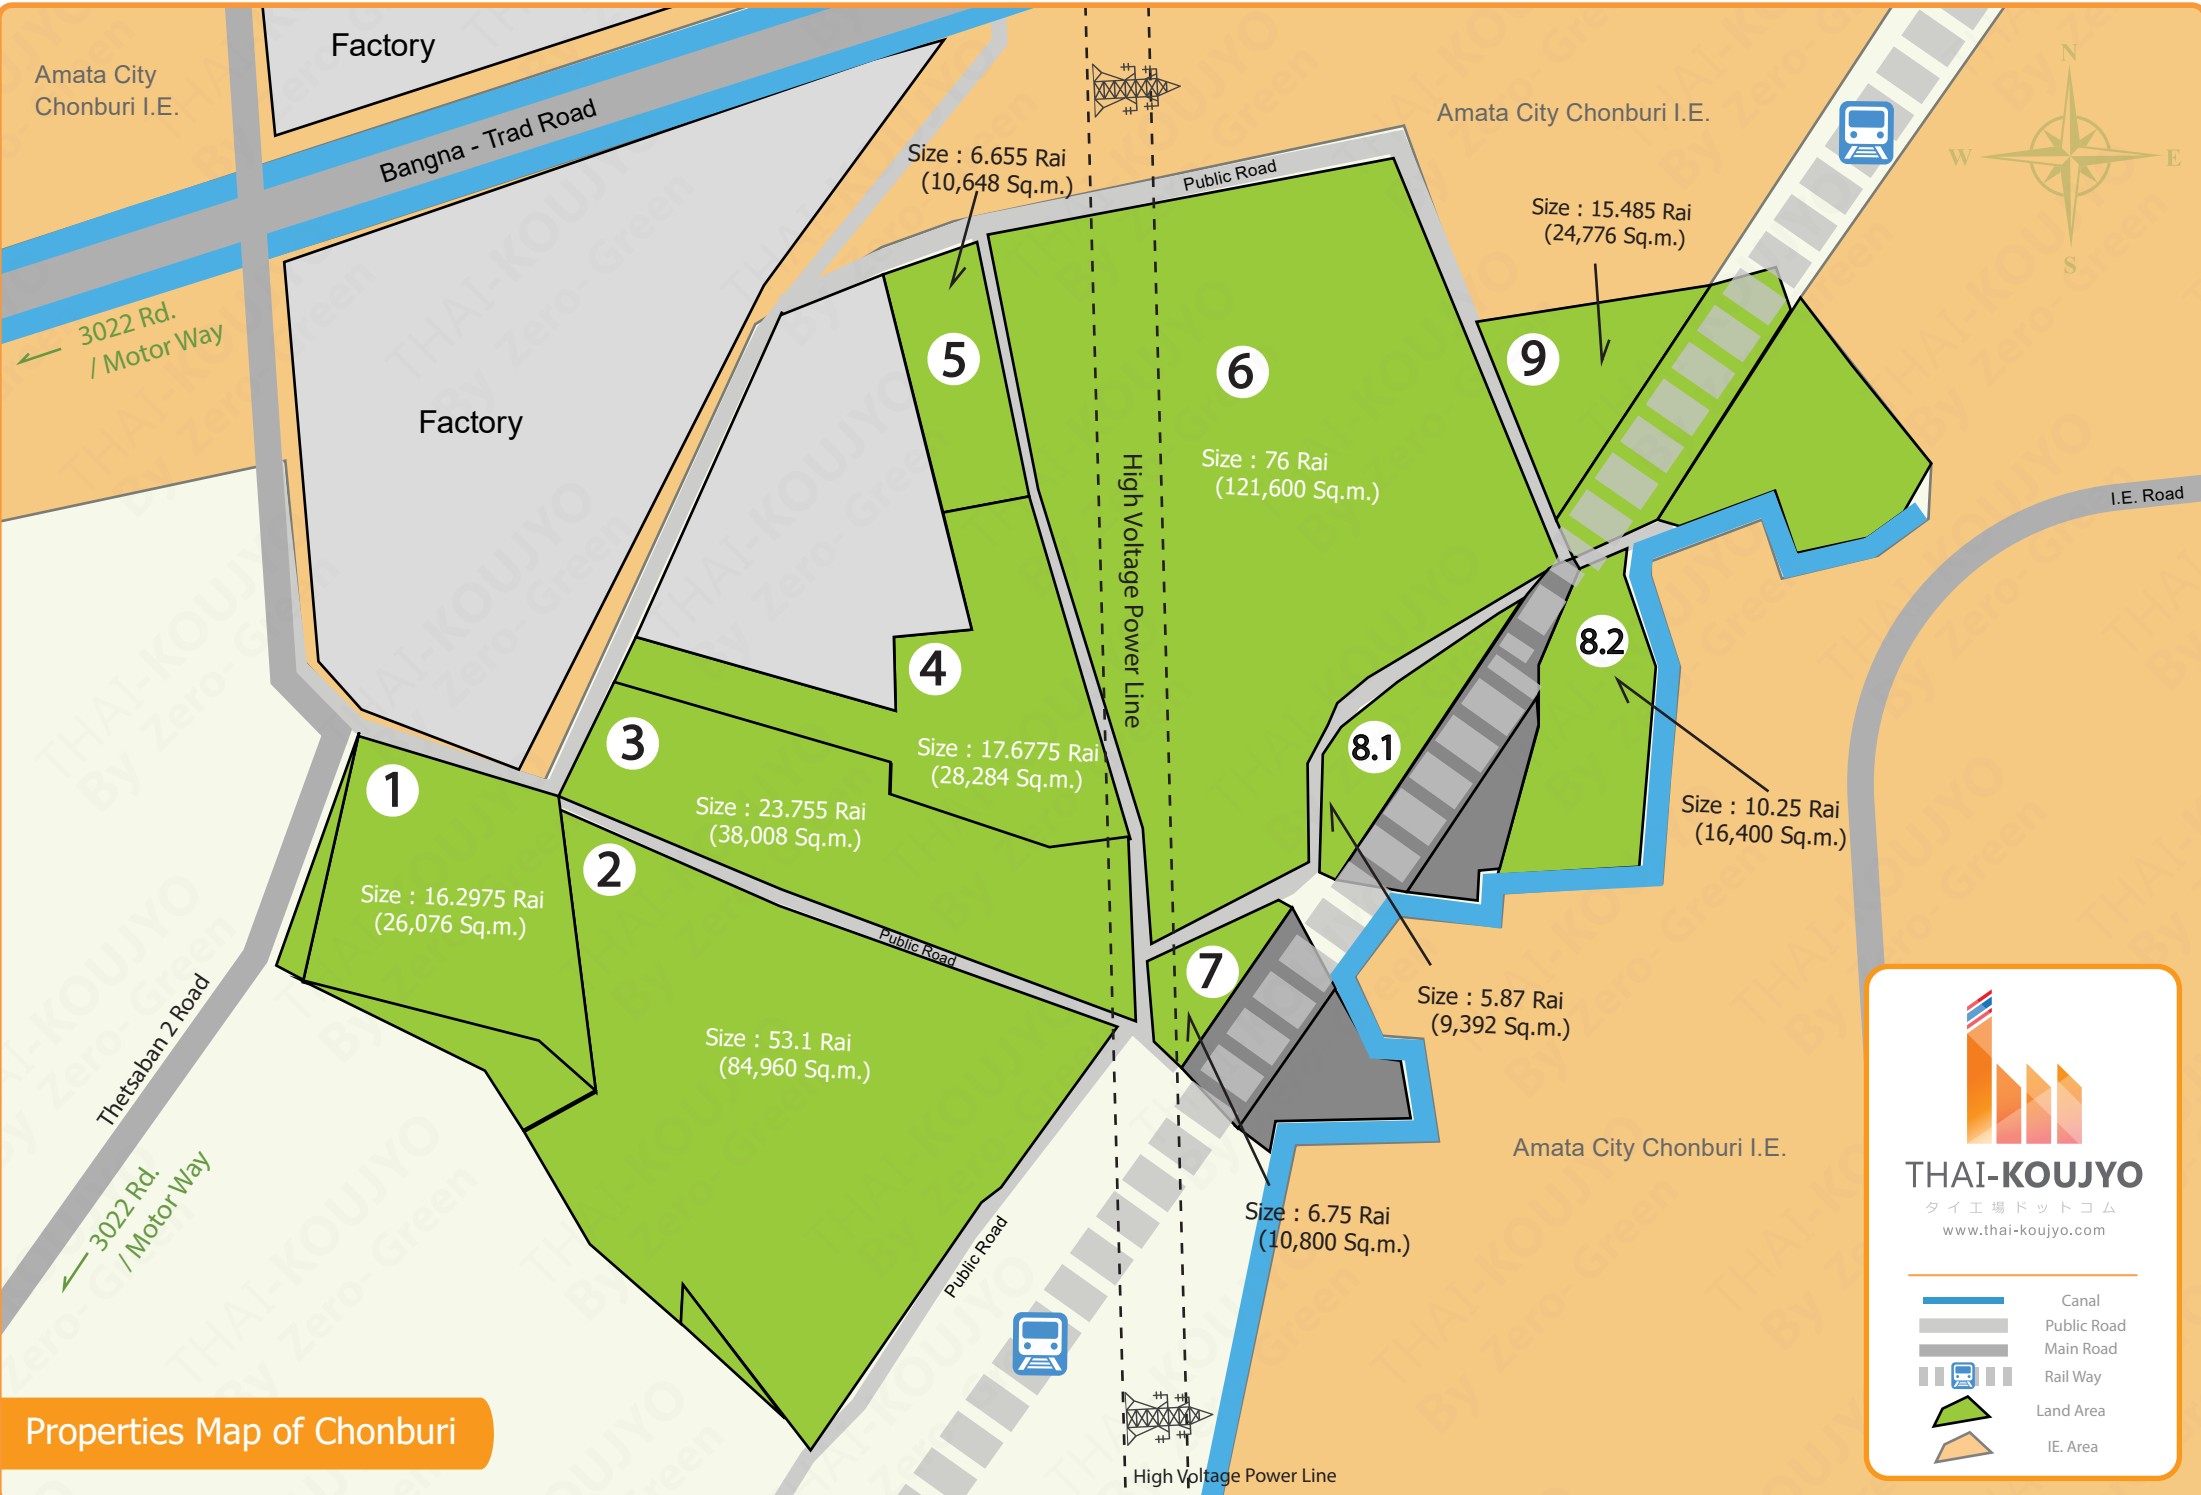 Factory
Amata City
Chonburi I.E.
Bangna - Trad Road
Amata City Chonburi I.E.
N
W
E
S
Size : 6.655 Rai
(10,648 Sq.m.)
Public Road
Size : 15.485 Rai
(24,776 Sq.m.)
3022 Rd.
/ Motor Way
Factory
5
6
9
Size : 76 Rai
(121,600 Sq.m.)
High Voltage Power Line
I.E. Road
4
8.2
3
8.1
1
Size : 17.6775 Rai
(28,284 Sq.m.)
Size : 23.755 Rai
(38,008 Sq.m.)
Size : 10.25 Rai
(16,400 Sq.m.)
2
Size : 16.2975 Rai
(26,076 Sq.m.)
Public Road
7
Size : 5.87 Rai
(9,392 Sq.m.)
Thetsaban 2 Road
Size : 53.1 Rai
(84,960 Sq.m.)
Amata City Chonburi I.E.
3022 Rd.
/ Motor Way
Size : 6.75 Rai
(10,800 Sq.m.)
Public Road
High Voltage Power Line
Properties Map of Chonburi
THAI-KOUJYO
タイ工場ドットコム
www.thai-koujyo.com
Canal
Public Road
Main Road
Rail Way
Land Area
IE. Area
THAI-KOUJYO
By Zero-Green